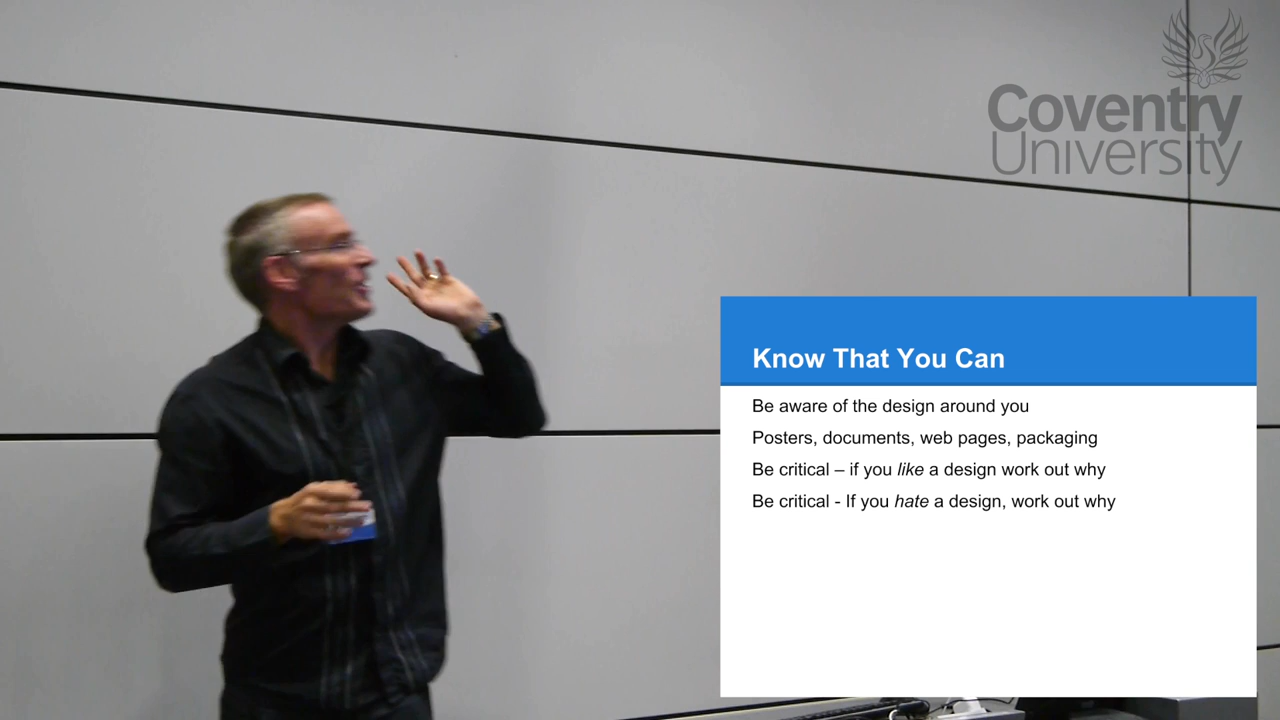 Coventry
University
Know That You Can
Be aware of the design around you
Posters, documents, web pages, packaging
Be critical – if you like a design work out why
Be critical - If you hate a design, work out why